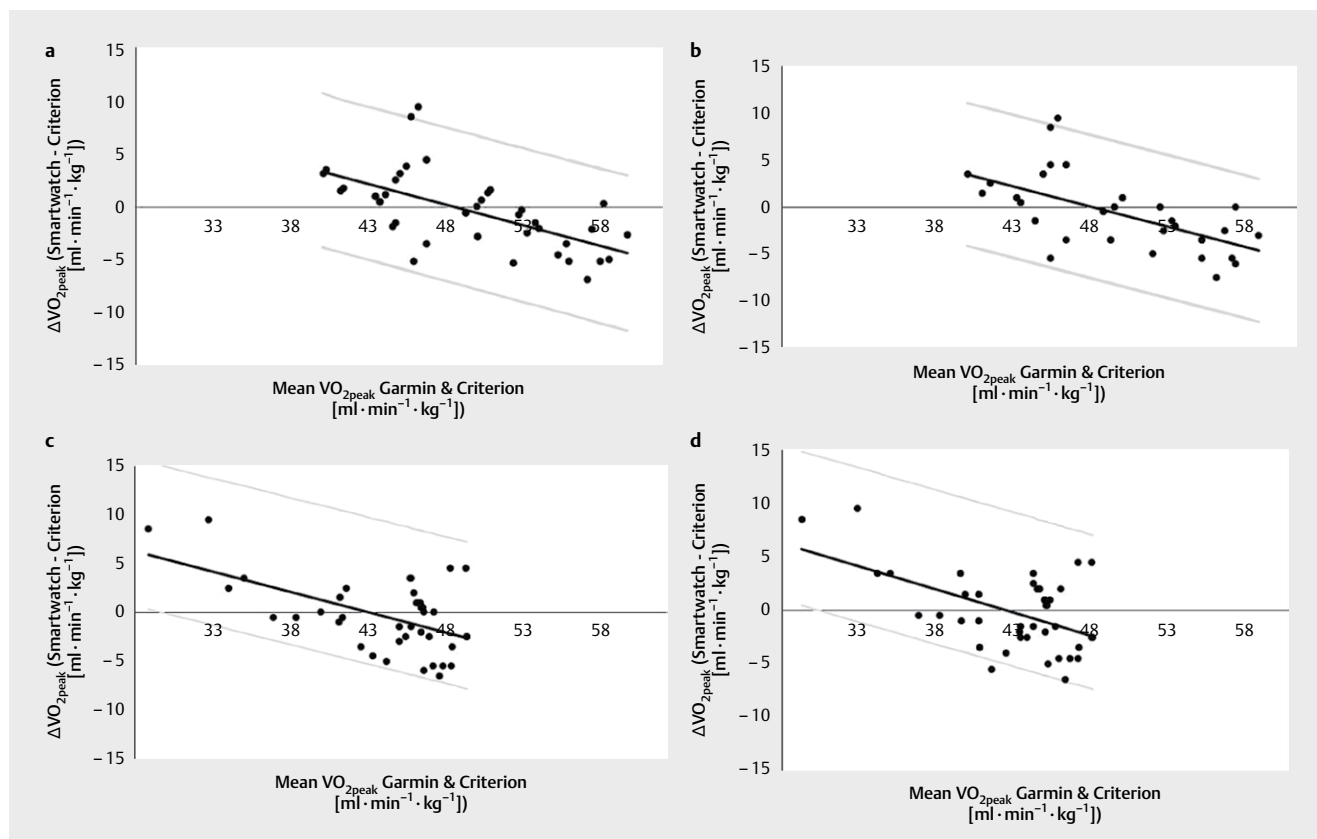 a
ΔVO2peak (Smartwatch - Criterion
[ml·min−1·kg−1])
15
10
5
0
– 5
– 10
– 15
33 38 43 48 53 58
Mean VO2peak Garmin & Criterion
[ml·min−1·kg−1])
b
ΔVO2peak (Smartwatch - Criterion
[ml·min−1·kg−1])
15
10
5
0
– 5
– 10
– 15
33 38 43 48 53 58
Mean VO2peak Garmin & Criterion
[ml·min−1·kg−1])
c
ΔVO2peak (Smartwatch - Criterion
[ml·min−1·kg−1])
15
10
5
0
– 5
– 10
– 15
33 38 43 48 53 58
Mean VO2peak Garmin & Criterion
[ml·min−1·kg−1])
d
ΔVO2peak (Smartwatch - Criterion
[ml·min−1·kg−1])
15
10
5
0
– 5
– 10
– 15
33 38 43 48 53 58
Mean VO2peak Garmin & Criterion
[ml·min−1·kg−1])